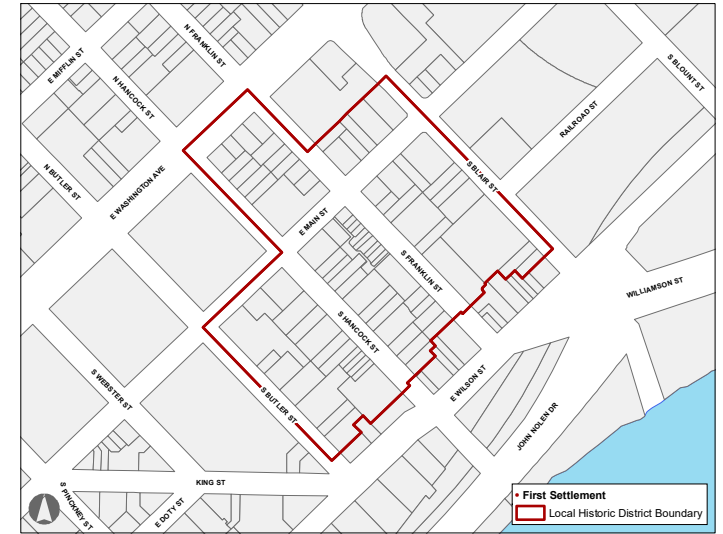 N FRANKLIN ST
E MIFFLIN ST
S BLOUNT ST
N HANCOCK ST
RAILROAD ST
N BUTLER ST
S BLAIR ST
E WASHINGTON AVE
E MAIN ST
S FRANKLIN ST
WILLIAMSON ST
S HANCOCK ST
S WEBSTER ST
E WILSON ST
S BUTLER ST
JOHN NOLEN DR
KING ST
S PINCKNEY ST
E DOTY ST
• First Settlement
Local Historic District Boundary